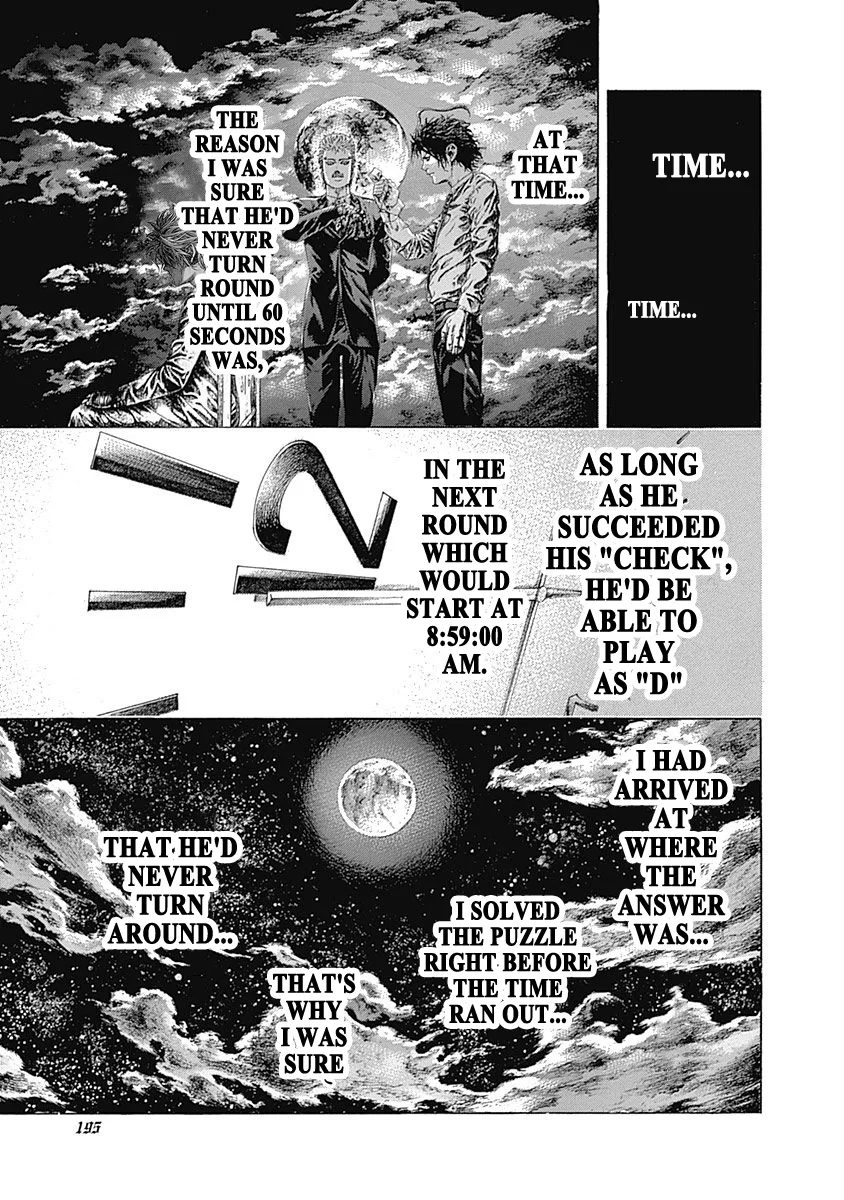 TIME...
TIME...
AT
THAT
TIME...
THE
REASON
I WAS
SURE
THAT HE'D
NEVER
TURN
ROUND
UNTIL 60
SECONDS
WAS,
AS LONG
AS HE
SUCCEEDED
HIS "CHECK",
HE'D BE
ABLE TO
PLAY
AS "D"
IN THE
NEXT
ROUND
WHICH
WOULD
START AT
8:59:00
AM.
2
I HAD
ARRIVED
AT
WHERE
THE
ANSWER
WAS...
I SOLVED
THE PUZZLE
RIGHT BEFORE
THE TIME
RAN OUT...
THAT'S
WHY
I WAS
SURE
THAT HE'D
NEVER
TURN
AROUND...
195